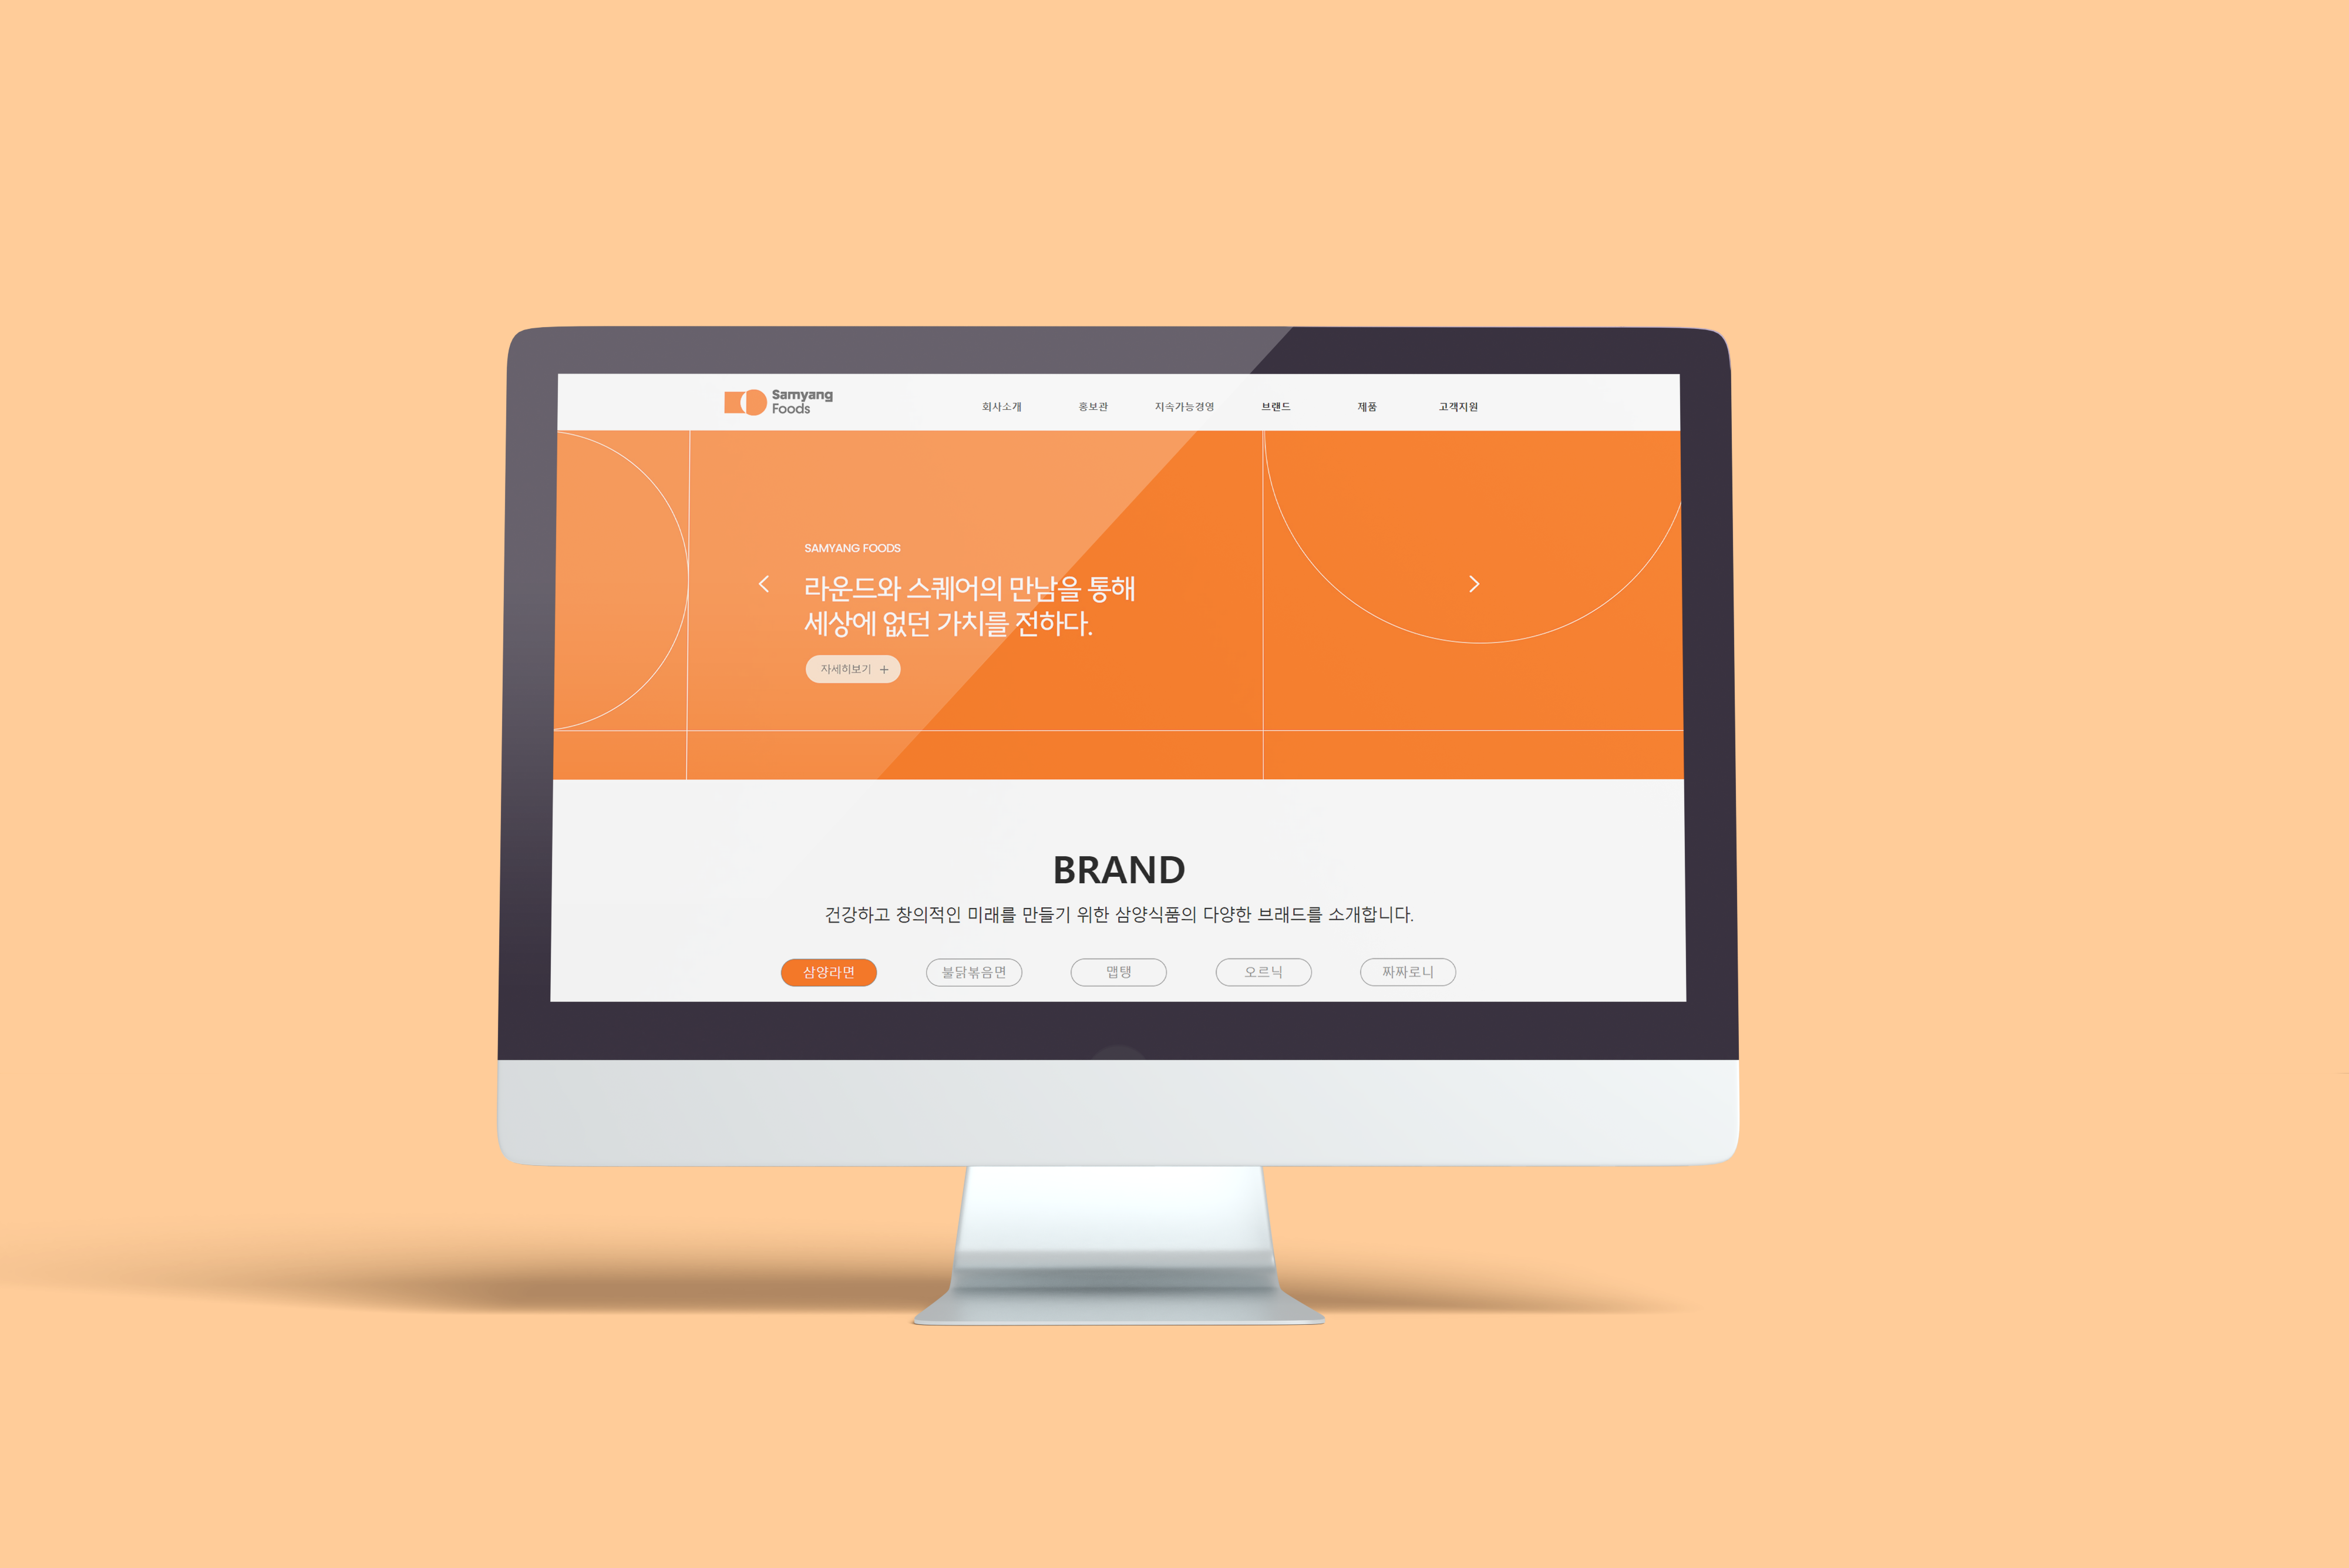 Samyang
Foods
회사소개 홍보관 지속가능경영 브랜드 제품 고객지원
SAMYANG FOODS
라운드와 스퀘어의 만남을 통해
세상에 없던 가치를 전하다.
자세히보기 +
BRAND
건강하고 창의적인 미래를 만들기 위한 삼양식품의 다양한 브래드를 소개합니다.
삼양라면 불닭볶음면 맵탱 오르닉 짜짜로니